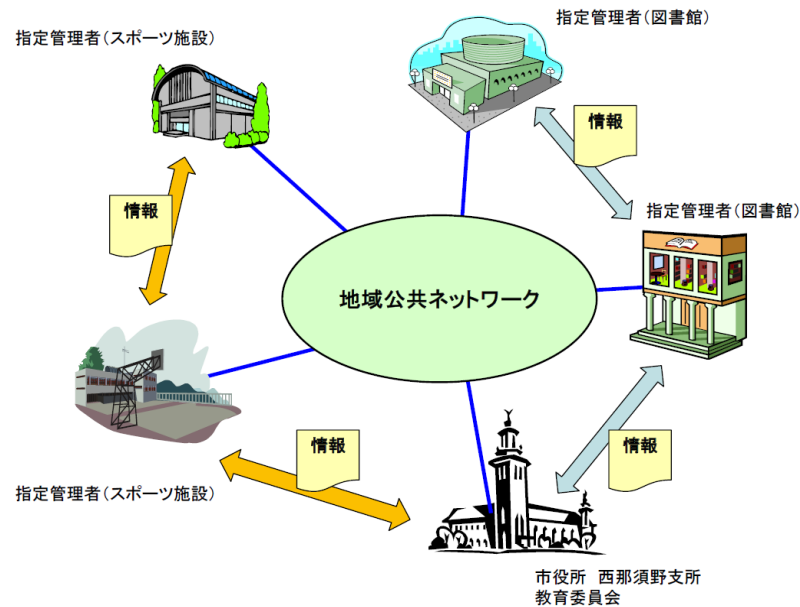 指定管理者（図書館）
指定管理者（スポーツ施設）
情報
情報
指定管理者（図書館）
地域公共ネットワーク
情報
情報
指定管理者（スポーツ施設）
市役所　西那須野支所
教育委員会